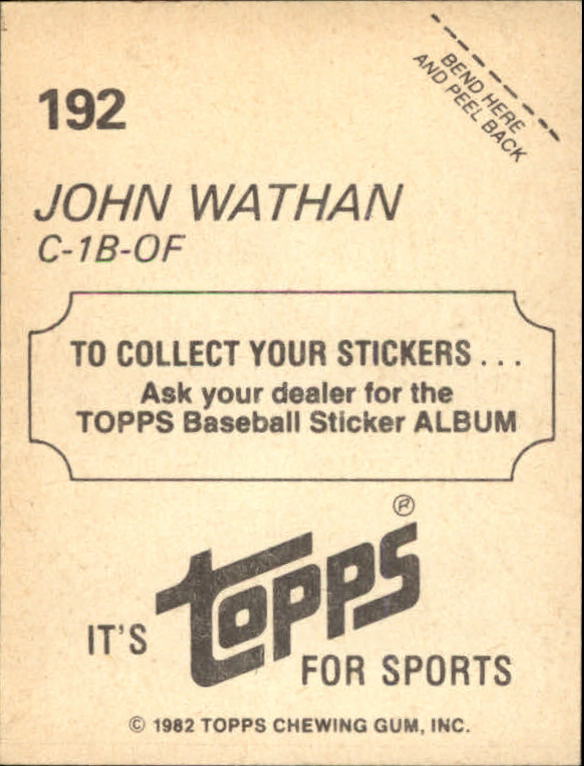 BEND HERE
AND PEEL BACK
192
JOHN WATHAN
C-1B-OF
TO COLLECT YOUR STICKERS...
Ask your dealer for the
TOPPS Baseball Sticker ALBUM
IT'S topps®
FOR SPORTS
© 1982 TOPPS CHEWING GUM, INC.